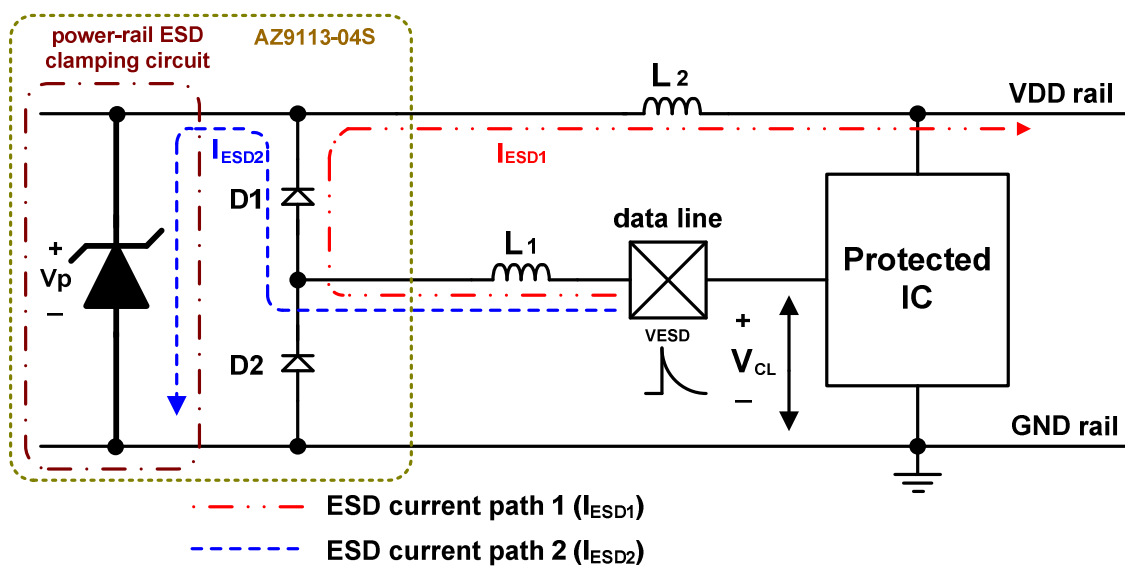 power-rail ESD
clamping circuit
AZ9113-04S
L2
VDD rail
IESD2
IESD1
D1
data line
L1
+
Vp
–
Protected
IC
VESD
+
VCL
–
D2
GND rail
ESD current path 1 (IESD1)
ESD current path 2 (IESD2)